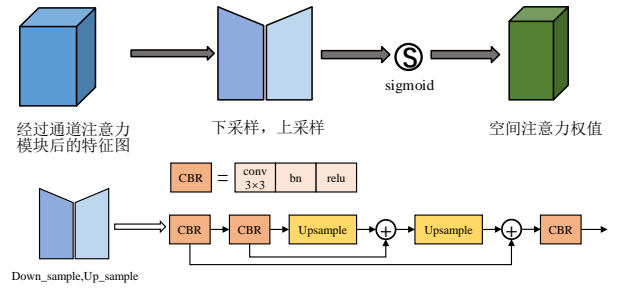 Ⓢ
sigmoid
经过通道注意力
模块后的特征图
下采样，上采样
空间注意力权值
CBR = conv 3×3 bn relu
CBR CBR Upsample + Upsample + CBR
Down_sample,Up_sample